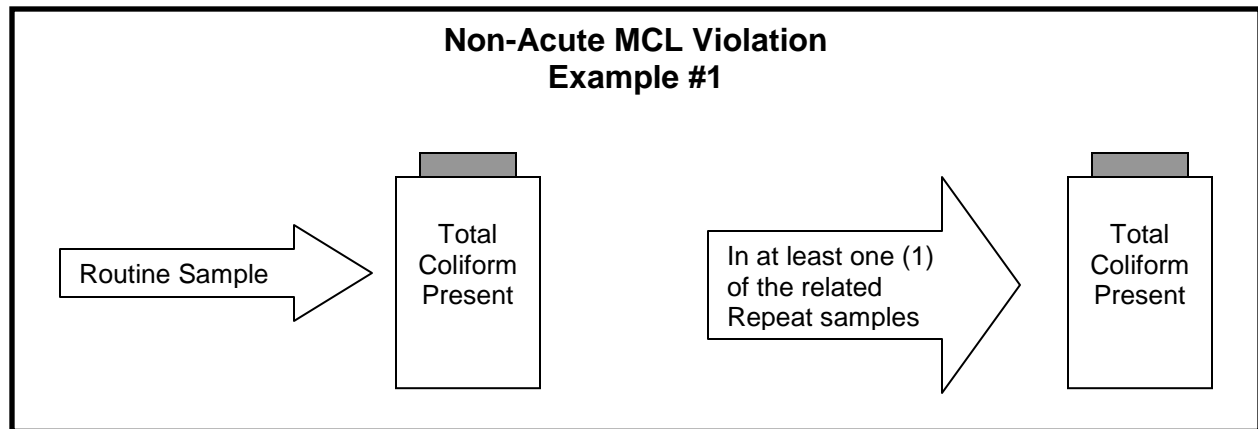 Non-Acute MCL Violation
Example #1
Routine Sample
Total
Coliform
Present
In at least one (1)
of the related
Repeat samples
Total
Coliform
Present